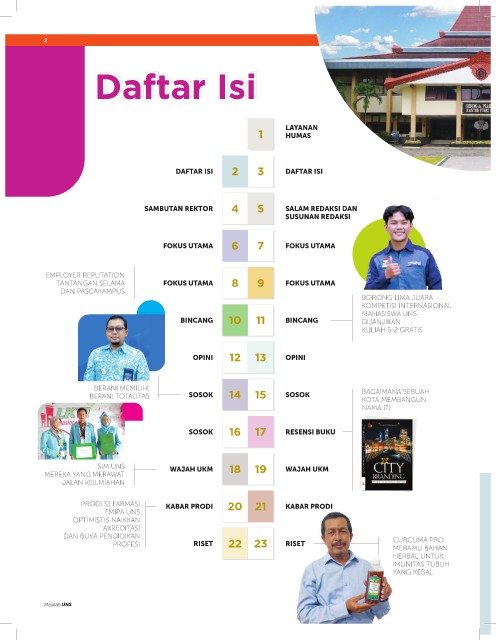 2
Daftar Isi
1
LAYANAN
HUMAS
DAFTAR ISI
2
3
DAFTAR ISI
SAMBUTAN REKTOR
4
5
SALAM REDAKSI DAN
SUSUNAN REDAKSI
FOKUS UTAMA
6
7
FOKUS UTAMA
EMPLOYER REPUTATION:
TANTANGAN SELAMA
DAN PASCAKAMPUS
FOKUS UTAMA
8
9
FOKUS UTAMA
BORONG LIMA JUARA
KOMPETISI INTERNASIONAL
MAHASISWA UNS
DIJANJIKAN
KULIAH S-2 GRATIS
BINCANG
10
11
BINCANG
OPINI
12
13
OPINI
BERANI MEMILIH,
BERANI TOTALITAS
SOSOK
14
15
SOSOK
BAGAIMANA SEBUAH
KOTA MEMBANGUN
NAMA (?)
SOSOK
16
17
RESENSI BUKU
CITY
BRANDING
SIM UNS
MEREKA YANG MERAWAT
JALAN KEILMIAHAN
WAJAH UKM
18
19
WAJAH UKM
PRODI S1 FARMASI
FMIPA UNS
OPTIMISTIS NAIKKAN
AKREDITASI
DAN BUKA PENDIDIKAN
PROFESI
KABAR PRODI
20
21
KABAR PRODI
RISET
22
23
RISET
CURCUMA PRO:
MERAMU BAHAN
HERBAL UNTUK
IMUNITAS TUBUH
YANG KEBAL
Majalah UNS